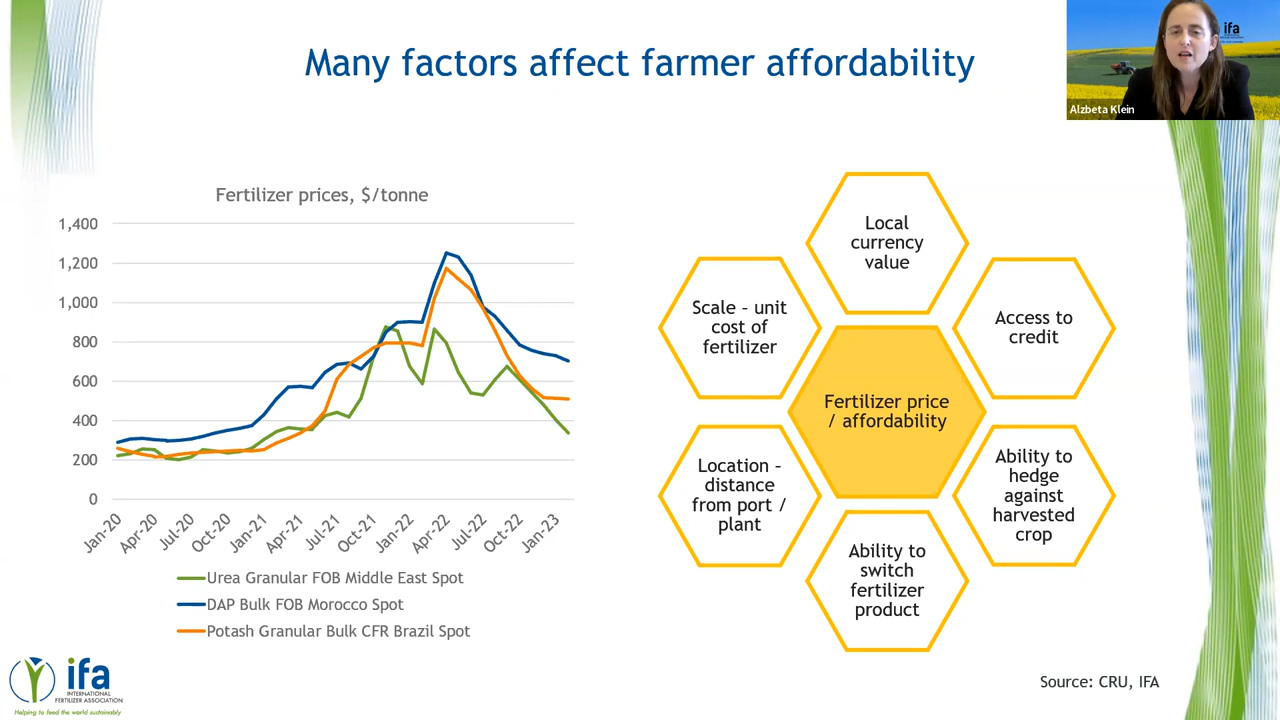 Many factors affect farmer affordability
ifa
Alzbeta Klein
Fertilizer prices, $/tonne
1,400
1,200
1,000
800
600
400
200
0
Jan-20
Apr-20
Jul-20
Oct-20
Jan-21
Apr-21
Jul-21
Oct-21
Jan-22
Apr-22
Jul-22
Oct-22
Jan-23
Urea Granular FOB Middle East Spot
DAP Bulk FOB Morocco Spot
Potash Granular Bulk CFR Brazil Spot
Local
currency
value
Scale - unit
cost of
fertilizer
Access to
credit
Fertilizer price
/ affordability
Location -
distance
from port /
plant
Ability to
hedge
against
harvested
crop
Ability to
switch
fertilizer
product
ifa
INTERNATIONAL
FERTILIZER ASSOCIATION
Helping to feed the world sustainably
Source: CRU, IFA